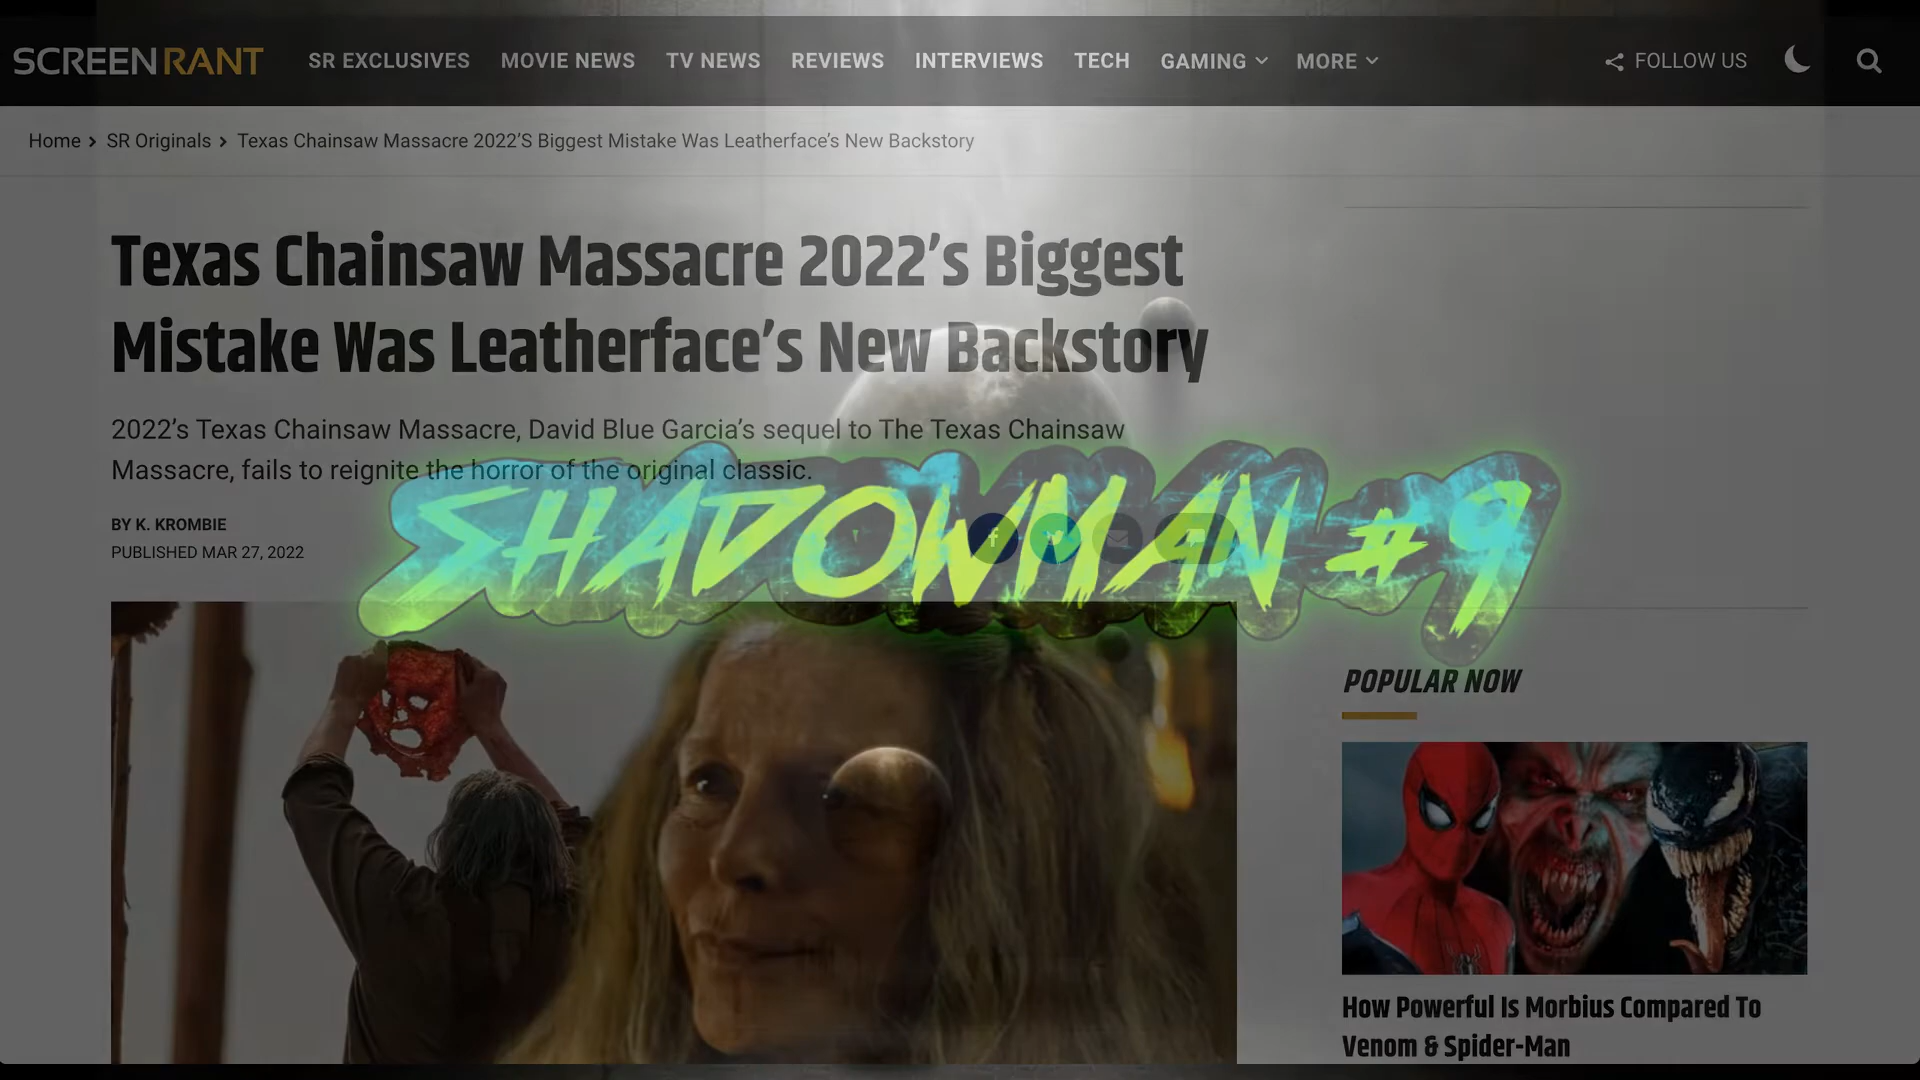 SCREENRANT
SR EXCLUSIVES MOVIE NEWS TV NEWS REVIEWS INTERVIEWS TECH GAMING MORE FOLLOW US
Home > SR Originals > Texas Chainsaw Massacre 2022'S Biggest Mistake Was Leatherface's New Backstory
Texas Chainsaw Massacre 2022's Biggest
Mistake Was Leatherface's New Backstory
2022's Texas Chainsaw Massacre, David Blue Garcia's sequel to The Texas Chainsaw
Massacre, fails to reignite the horror of the original classic.
BY K. KROMBIE
PUBLISHED MAR 27, 2022
SHADOWMAN #9
POPULAR NOW
How Powerful Is Morbius Compared To
Venom & Spider-Man